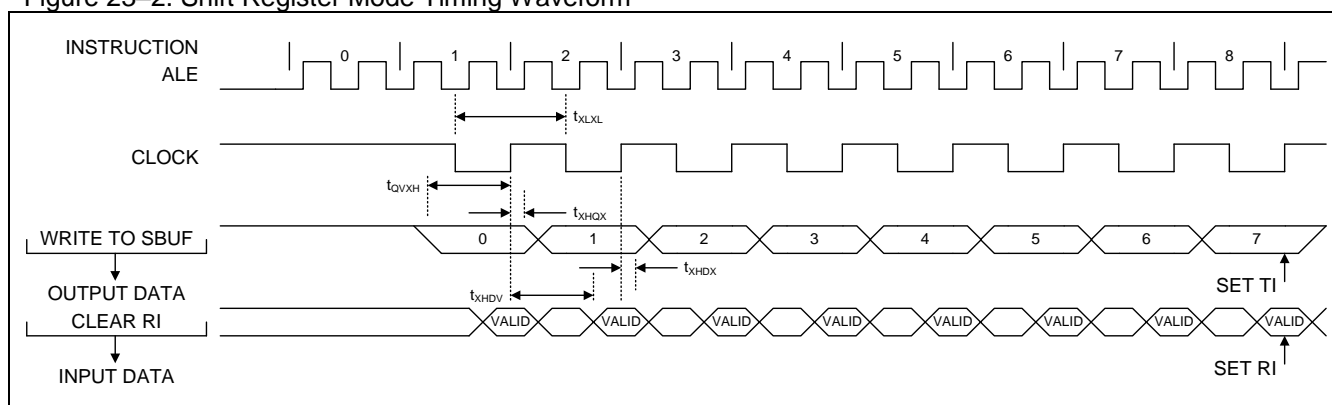 Figure 25–2. Shift Register Mode Timing Waveform
INSTRUCTION
0 1 2 3 4 5 6 7 8
ALE
tXLXL
CLOCK
tQVXH
tXHQX
WRITE TO SBUF
0 1 2 3 4 5 6 7
tXHDX
SET TI
OUTPUT DATA
tXHDV
CLEAR RI
VALID VALID VALID VALID VALID VALID VALID VALID
SET RI
INPUT DATA